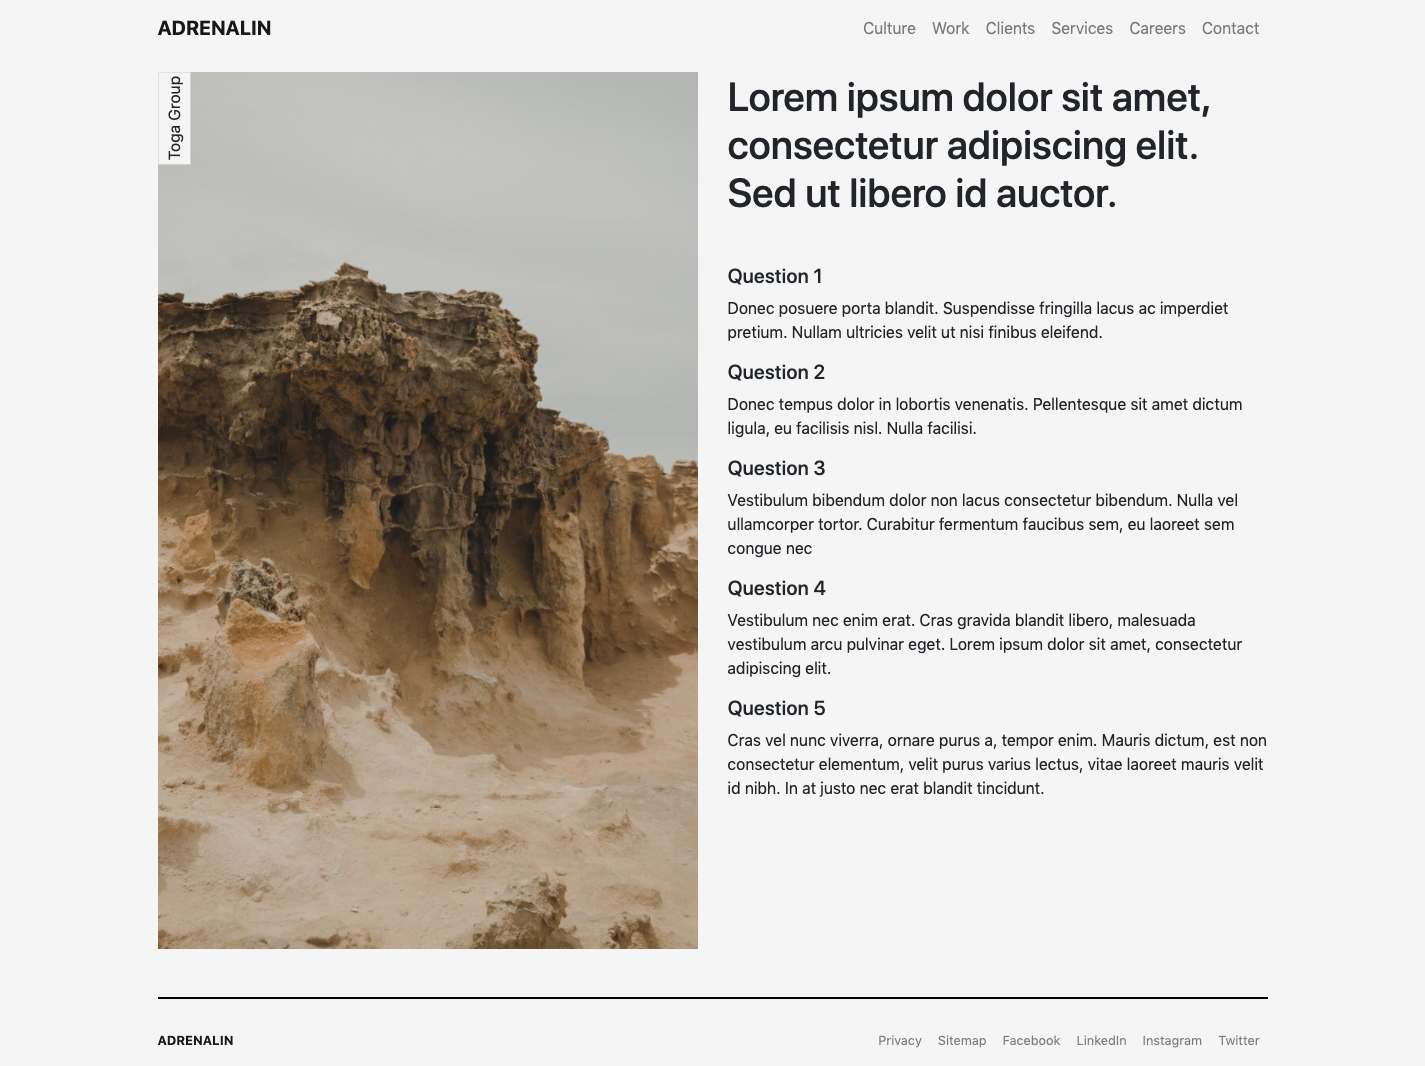 ADRENALIN
Culture Work Clients Services Careers Contact
Toga Group
Lorem ipsum dolor sit amet,
consectetur adipiscing elit.
Sed ut libero id auctor.
Question 1
Donec posuere porta blandit. Suspendisse fringilla lacus ac imperdiet
pretium. Nullam ultricies velit ut nisi finibus eleifend.
Question 2
Donec tempus dolor in lobortis venenatis. Pellentesque sit amet dictum
ligula, eu facilisis nisl. Nulla facilisi.
Question 3
Vestibulum bibendum dolor non lacus consectetur bibendum. Nulla vel
ullamcorper tortor. Curabitur fermentum faucibus sem, eu laoreet sem
congue nec
Question 4
Vestibulum nec enim erat. Cras gravida blandit libero, malesuada
vestibulum arcu pulvinar eget. Lorem ipsum dolor sit amet, consectetur
adipiscing elit.
Question 5
Cras vel nunc viverra, ornare purus a, tempor enim. Mauris dictum, est non
consectetur elementum, velit purus varius lectus, vitae laoreet mauris velit
id nibh. In at justo nec erat blandit tincidunt.
ADRENALIN
Privacy Sitemap Facebook LinkedIn Instagram Twitter